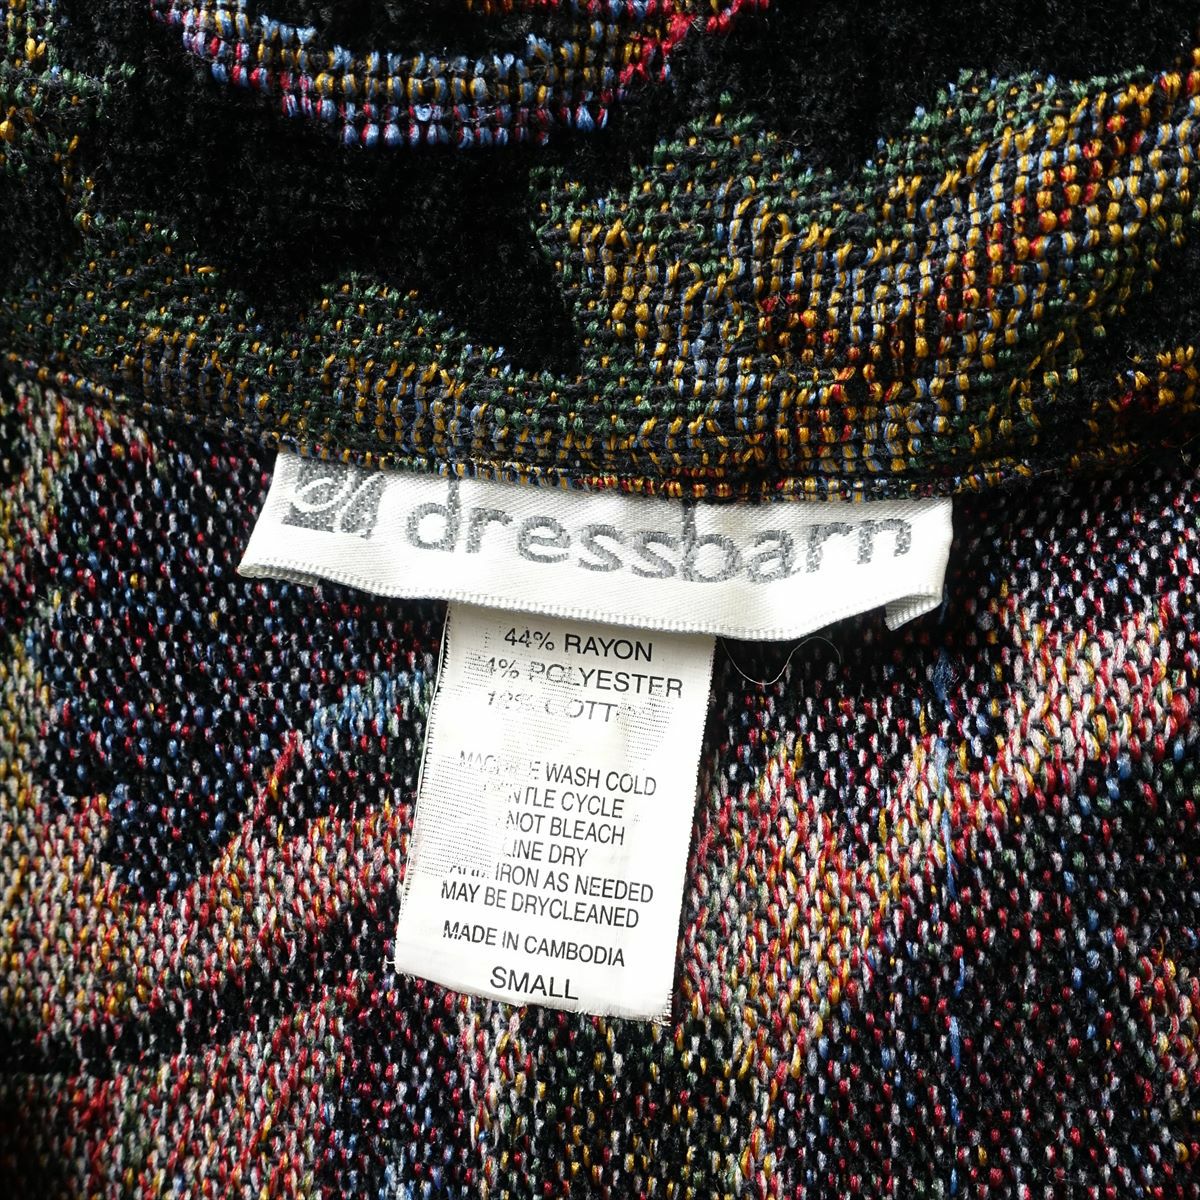 dressbarn
44% RAYON
POLYESTER
WASH COLD
CYCLE
NOT BLEACH
LINE DRY
IRON AS NEEDED
MAY BE DRYCLEANED
MADE IN CAMBODIA
SMALL